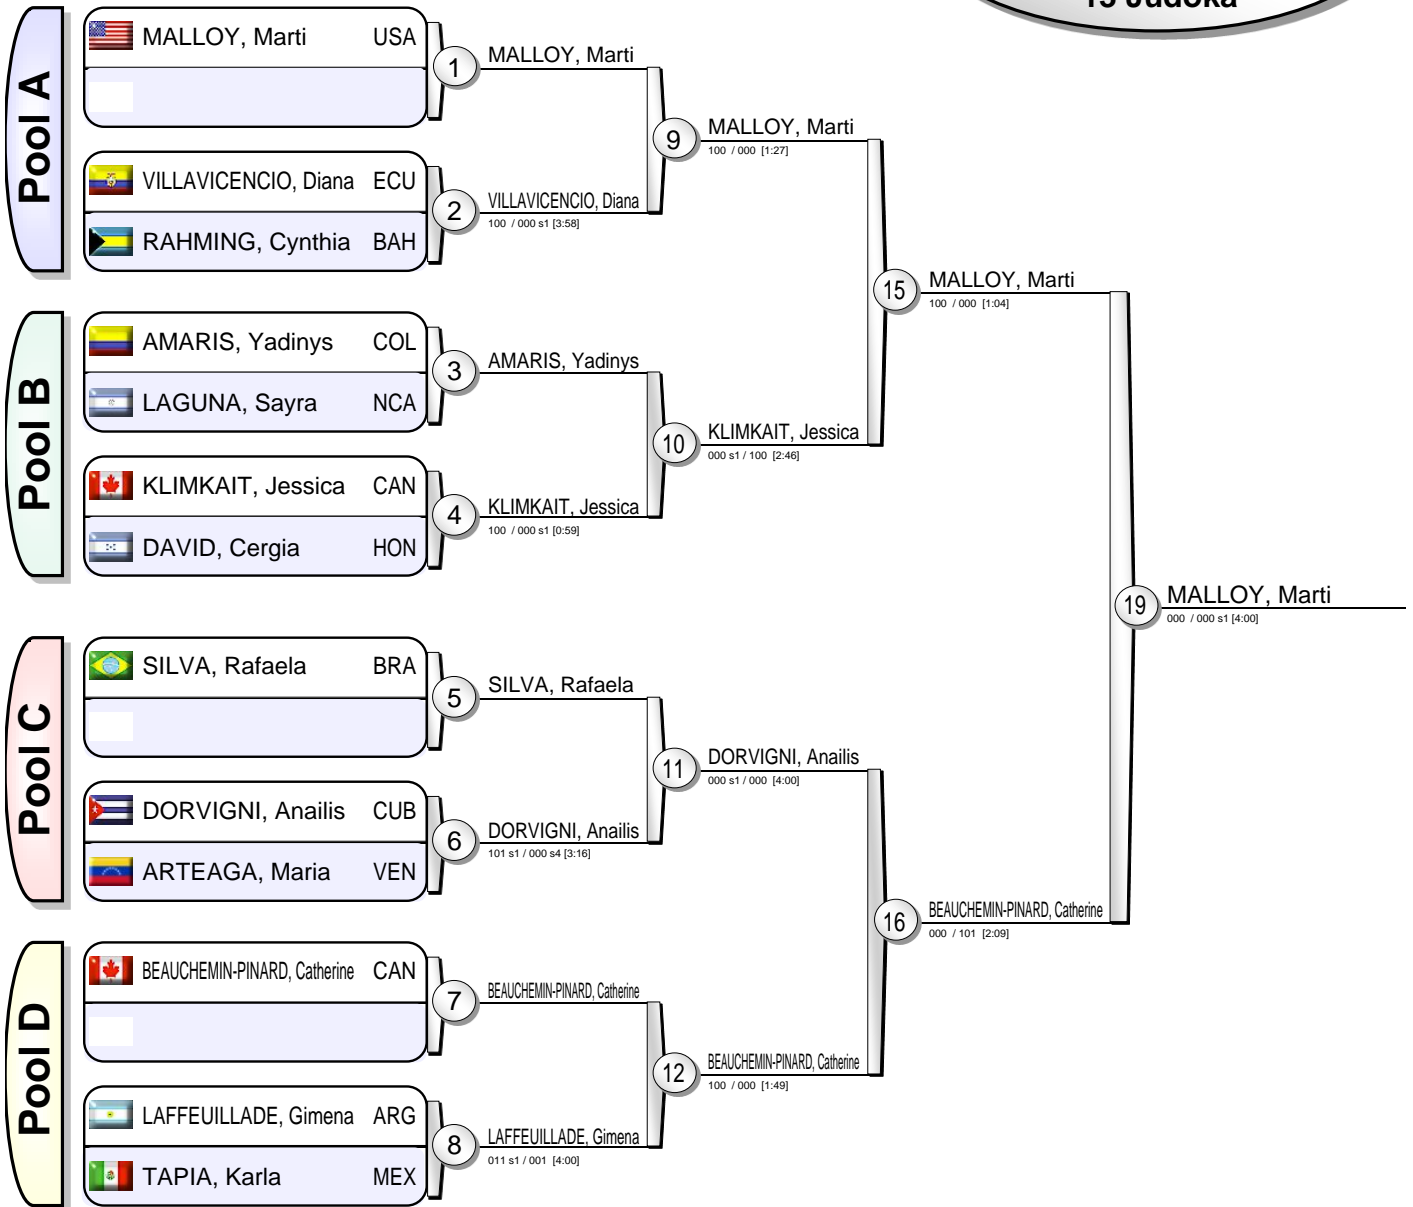 13 Judoka
Pool A
MALLOY, Marti USA
VILLAVICENCIO, Diana ECU
RAHMING, Cynthia BAH
1
MALLOY, Marti
2
VILLAVICENCIO, Diana
100 / 000 s1 [3:58]
9
MALLOY, Marti
100 / 000 [1:27]
Pool B
AMARIS, Yadinys COL
LAGUNA, Sayra NCA
KLIMKAIT, Jessica CAN
DAVID, Cergia HON
3
AMARIS, Yadinys
4
KLIMKAIT, Jessica
100 / 000 s1 [0:59]
10
KLIMKAIT, Jessica
000 s1 / 100 [2:46]
15
MALLOY, Marti
100 / 000 [1:04]
Pool C
SILVA, Rafaela BRA
DORVIGNI, Anailis CUB
ARTEAGA, Maria VEN
5
SILVA, Rafaela
6
DORVIGNI, Anailis
101 s1 / 000 s4 [3:16]
11
DORVIGNI, Anailis
000 s1 / 000 [4:00]
Pool D
BEAUCHEMIN-PINARD, Catherine CAN
LAFFEUILLADE, Gimena ARG
TAPIA, Karla MEX
7
BEAUCHEMIN-PINARD, Catherine
8
LAFFEUILLADE, Gimena
011 s1 / 001 [4:00]
12
BEAUCHEMIN-PINARD, Catherine
100 / 000 [1:49]
16
BEAUCHEMIN-PINARD, Catherine
000 / 101 [2:09]
19
MALLOY, Marti
000 / 000 s1 [4:00]